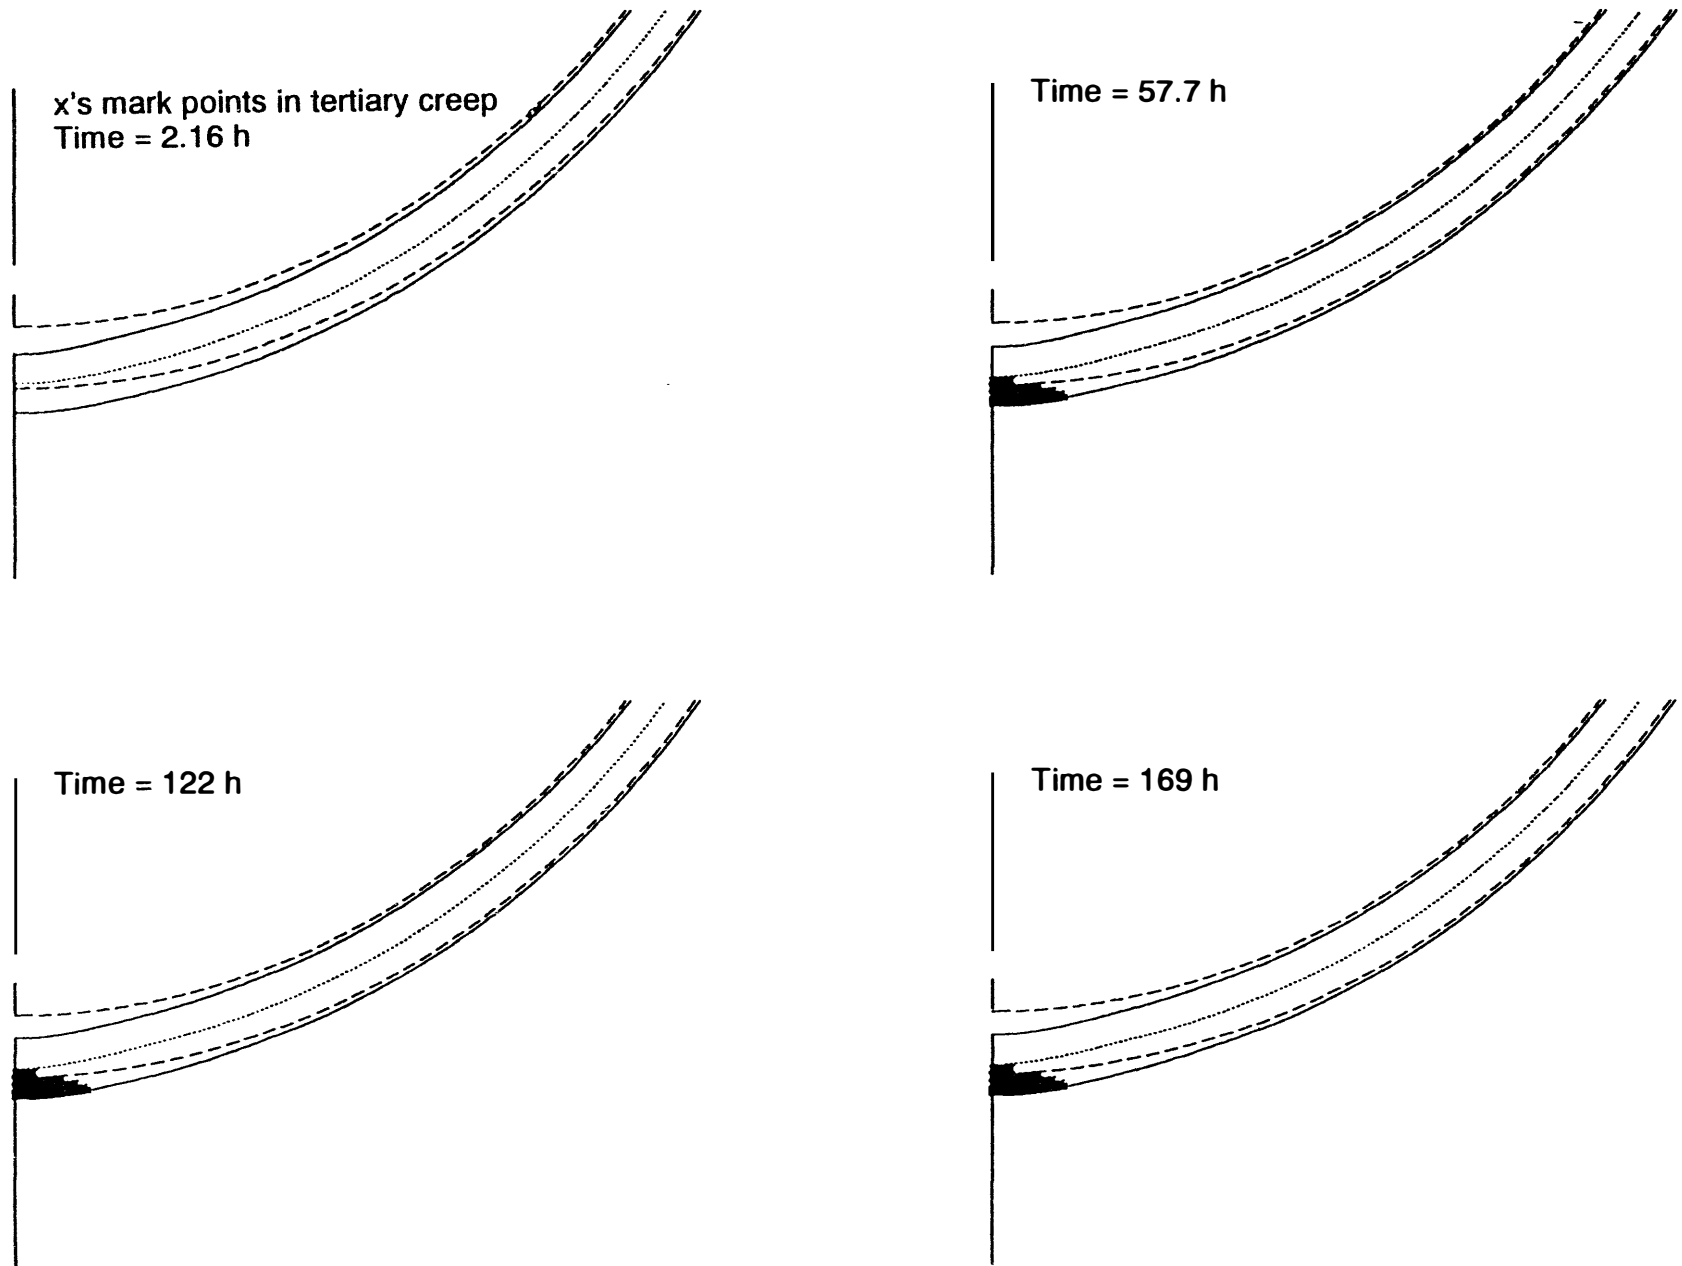 x's mark points in tertiary creep
Time = 2.16 h
Time = 57.7 h
Time = 122 h
Time = 169 h